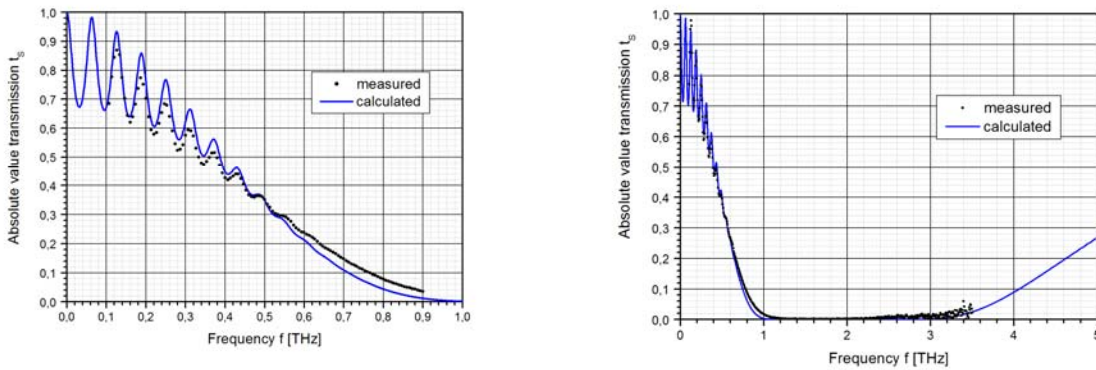 Absolute value transmission tS
1,0
0,9
0,8
0,7
0,6
0,5
0,4
0,3
0,2
0,1
0,0
measured
calculated
0,0 0,1 0,2 0,3 0,4 0,5 0,6 0,7 0,8 0,9 1,0
Frequency f [THz]
Absolute value transmission tS
1,0
0,9
0,8
0,7
0,6
0,5
0,4
0,3
0,2
0,1
0,0
measured
calculated
0 1 2 3 4 5
Frequency f [THz]